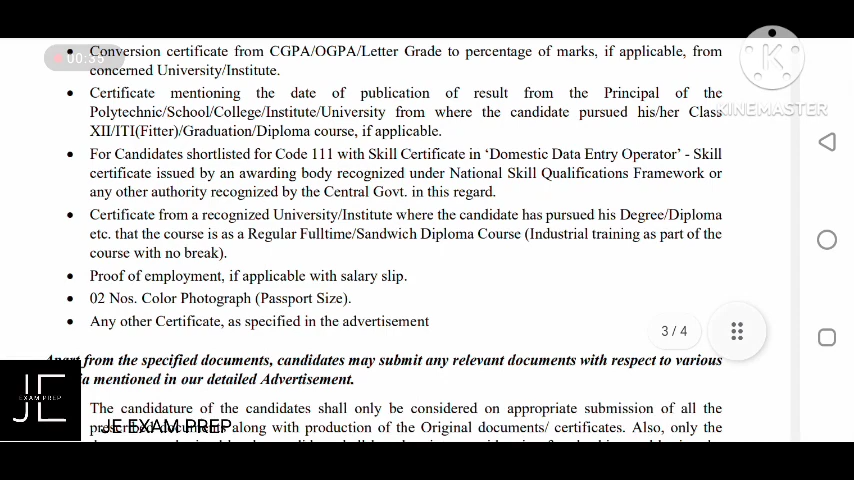 Conversion certificate from CGPA/OGPA/Letter Grade to percentage of marks, if applicable, from
00:35
concerned University/Institute.
K
KINEMASTER
Certificate mentioning the date of publication of result from the Principal of the
Polytechnic/School/College/Institute/University from where the candidate pursued his/her Class
XII/ITI(Fitter)/Graduation/Diploma course, if applicable.
For Candidates shortlisted for Code 111 with Skill Certificate in ‘Domestic Data Entry Operator’ - Skill
certificate issued by an awarding body recognized under National Skill Qualifications Framework or
any other authority recognized by the Central Govt. in this regard.
Certificate from a recognized University/Institute where the candidate has pursued his Degree/Diploma
etc. that the course is as a Regular Fulltime/Sandwich Diploma Course (Industrial training as part of the
course with no break).
Proof of employment, if applicable with salary slip.
02 Nos. Color Photograph (Passport Size).
Any other Certificate, as specified in the advertisement
3 / 4
Apart from the specified documents, candidates may submit any relevant documents with respect to various
mentioned in our detailed Advertisement.
JE
EXAM PREP
The candidature of the candidates shall only be considered on appropriate submission of all the
prescribed documents along with production of the Original documents/ certificates. Also, only the
JE EXAM PREP